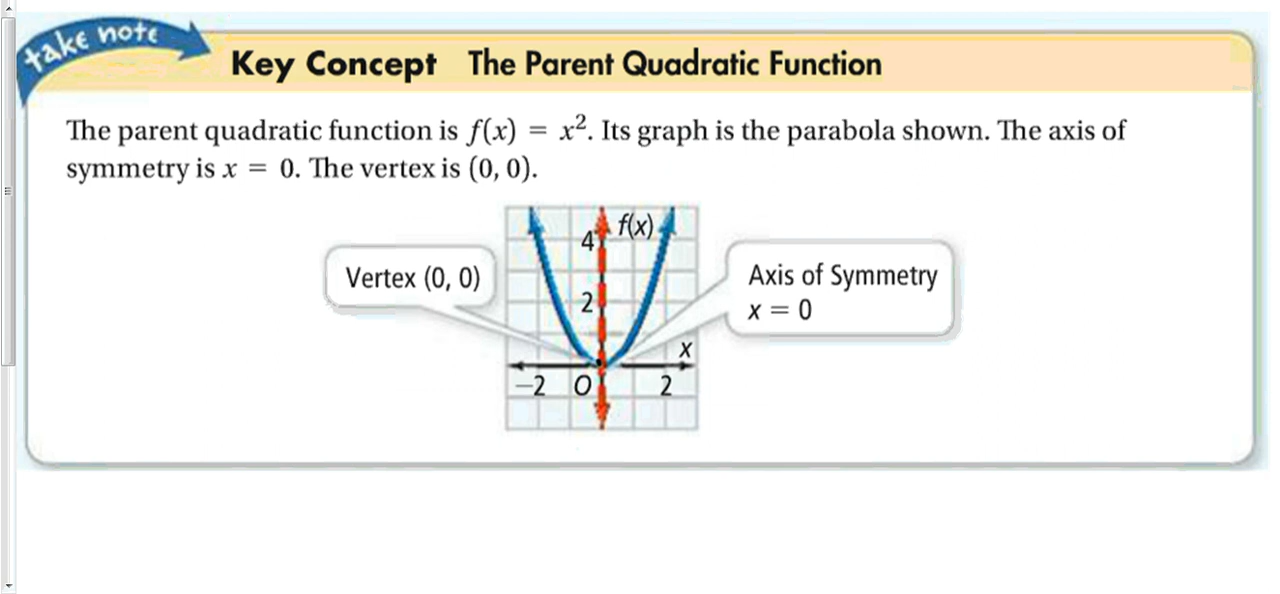 take note
Key Concept The Parent Quadratic Function
The parent quadratic function is f(x) = x². Its graph is the parabola shown. The axis of
symmetry is x = 0. The vertex is (0, 0).
f(x)
4
Vertex (0, 0)
Axis of Symmetry
x = 0
2
x
−2 O 2